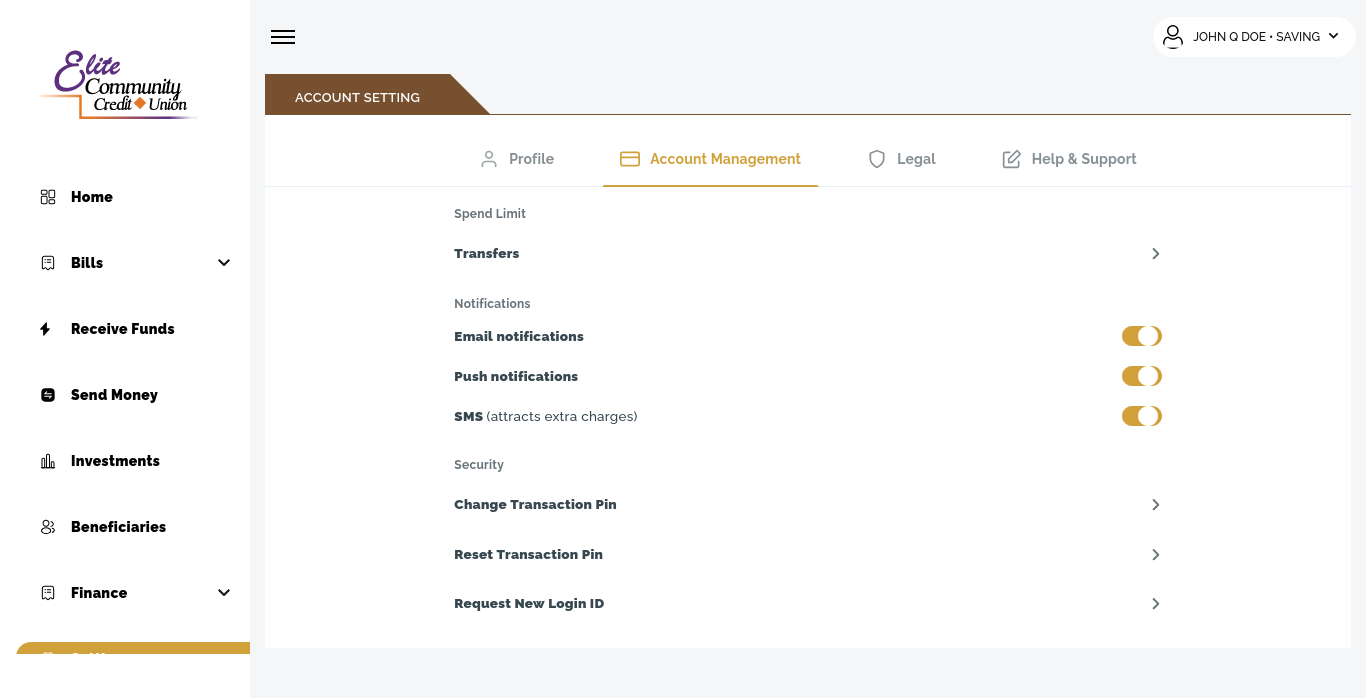 Elite
Community
Credit Union
Home
Bills
Receive Funds
Send Money
Investments
Beneficiaries
Finance
JOHN Q DOE • SAVING
ACCOUNT SETTING
Profile
Account Management
Legal
Help & Support
Spend Limit
Transfers
Notifications
Email notifications
Push notifications
SMS (attracts extra charges)
Security
Change Transaction Pin
Reset Transaction Pin
Request New Login ID